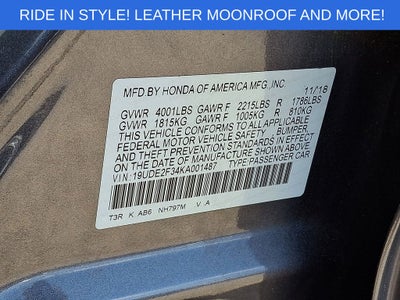 RIDE IN STYLE! LEATHER MOONROOF AND MORE!
MFD BY HONDA OF AMERICA MFG., INC. 11/18
GVWR 4001LBS GAWR F 2215LBS R 1786LBS
GVWR 1815KG GAWR F 1005KG R 810KG
THIS VEHICLE CONFORMS TO ALL APPLICABLE
FEDERAL MOTOR VEHICLE SAFETY, BUMPER,
AND THEFT PREVENTION STANDARDS IN EFFECT
ON THE DATE OF MANUFACTURE SHOWN ABOVE.
VIN: 19UDE2F34KA001487 TYPE:PASSENGER CAR
T3R K AB6 NH797M V A